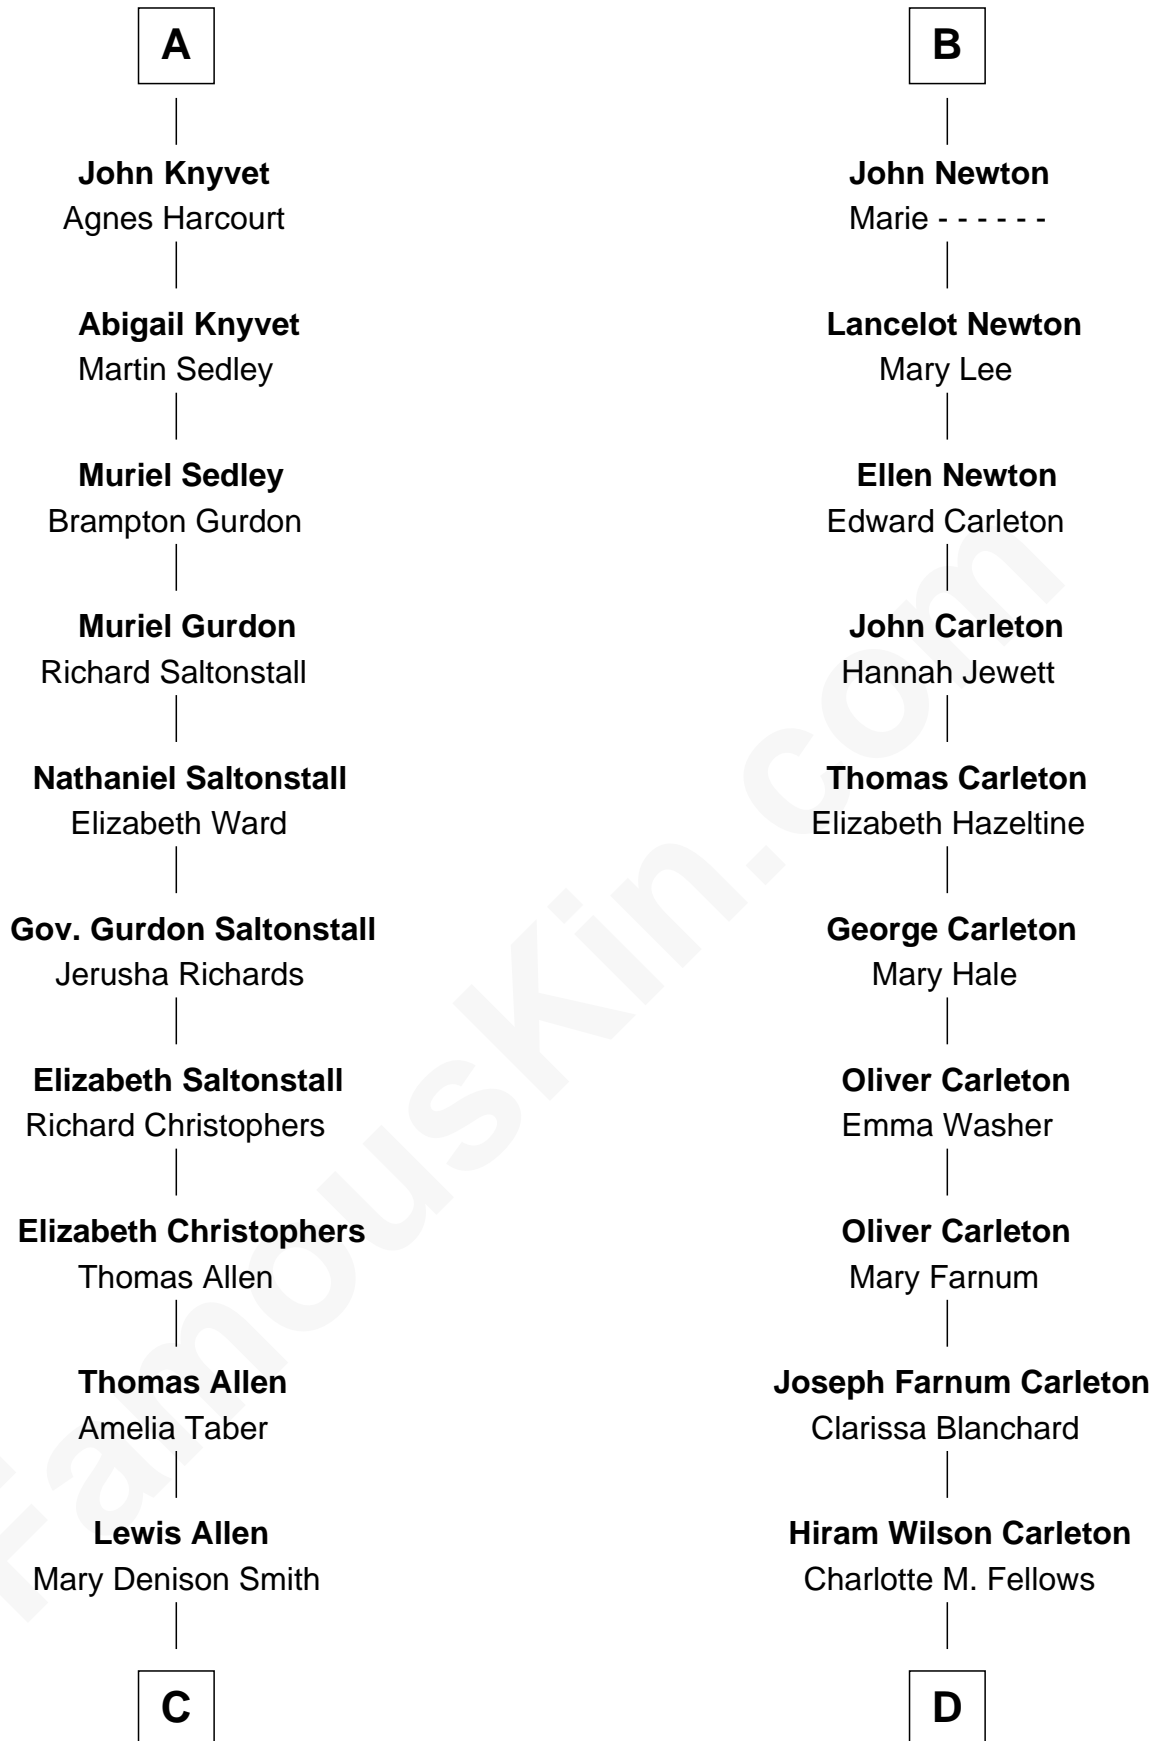 A
John Knyvet
Agnes Harcourt
Abigail Knyvet
Martin Sedley
Muriel Sedley
Brampton Gurdon
Muriel Gurdon
Richard Saltonstall
Nathaniel Saltonstall
Elizabeth Ward
Gov. Gurdon Saltonstall
Jerusha Richards
Elizabeth Saltonstall
Richard Christophers
Elizabeth Christophers
Thomas Allen
Thomas Allen
Amelia Taber
Lewis Allen
Mary Denison Smith
C
B
John Newton
Marie - - - - - -
Lancelot Newton
Mary Lee
Ellen Newton
Edward Carleton
John Carleton
Hannah Jewett
Thomas Carleton
Elizabeth Hazeltine
George Carleton
Mary Hale
Oliver Carleton
Emma Washer
Oliver Carleton
Mary Farnum
Joseph Farnum Carleton
Clarissa Blanchard
Hiram Wilson Carleton
Charlotte M. Fellows
D
FamousKin.com